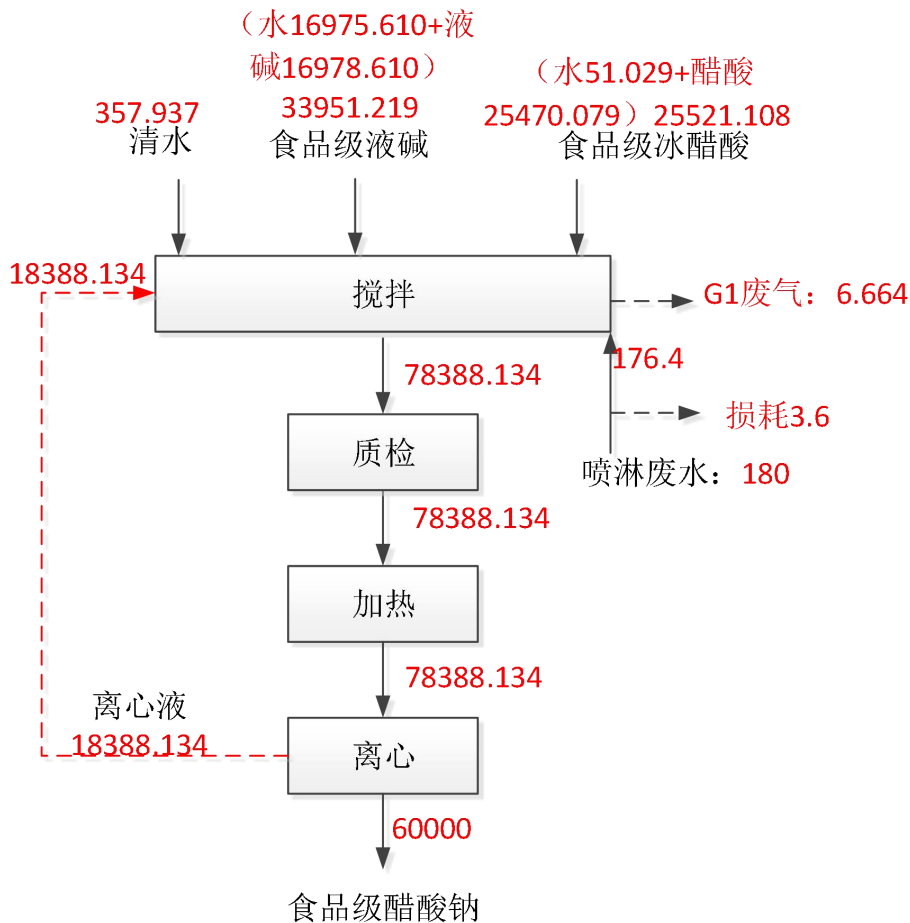 （水16975.610+液
碱16978.610）
33951.219
食品级液碱
（水51.029+醋酸
25470.079）25521.108
食品级冰醋酸
357.937
清水
18388.134
搅拌
G1废气：6.664
176.4
78388.134
损耗3.6
质检
喷淋废水：180
78388.134
加热
78388.134
离心液
18388.134
离心
60000
食品级醋酸钠